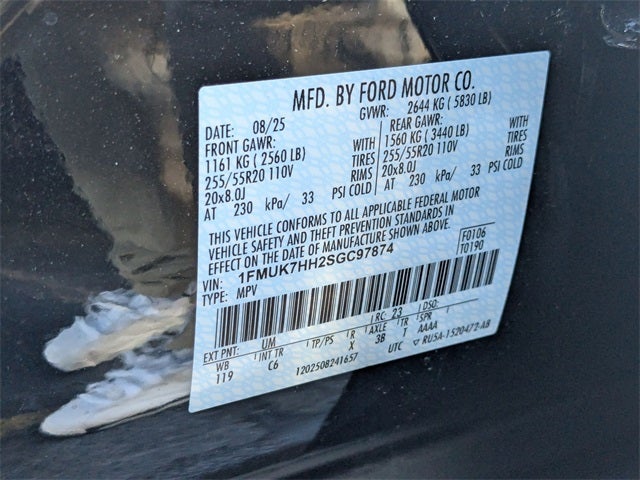 MFD. BY FORD MOTOR CO.
DATE: 08/25 GVWR: 2644 KG ( 5830 LB)
FRONT GAWR: REAR GAWR:
1161 KG ( 2560 LB) WITH 1560 KG ( 3440 LB) WITH
255/55R20 110V TIRES 255/55R20 110V TIRES
20x8.0J RIMS 20x8.0J RIMS
AT 230 kPa/ 33 PSI COLD AT 230 kPa/ 33 PSI COLD
THIS VEHICLE CONFORMS TO ALL APPLICABLE FEDERAL MOTOR
VEHICLE SAFETY AND THEFT PREVENTION STANDARDS IN
EFFECT ON THE DATE OF MANUFACTURE SHOWN ABOVE.
F0106
T0190
VIN: 1FMUK7HH2SGC97874
TYPE: MPV
EXT PNT: UM RC: 23 DSO:
WB INT TR TP/PS R AXLE TR SPR
119 C6 X 3B T AAAA
1202508241657 UTC RU5A-1520472-AB